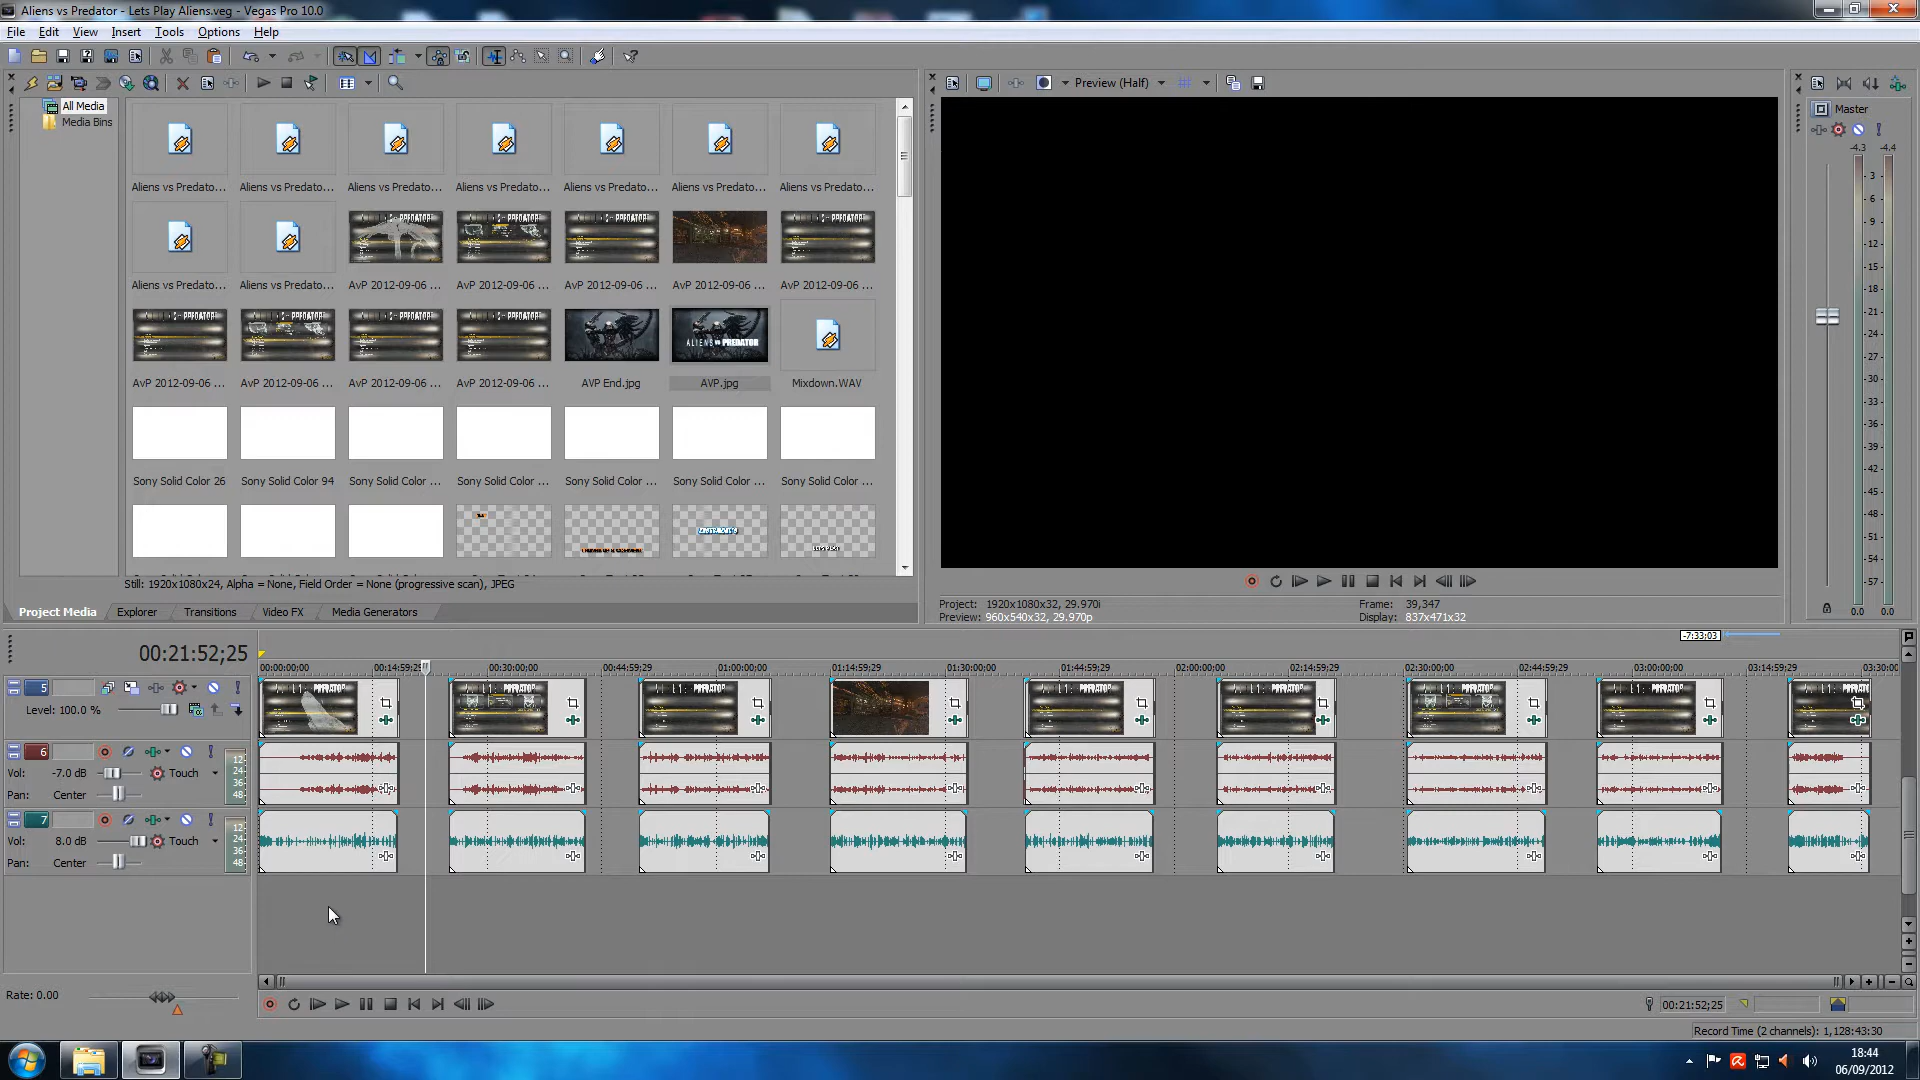 Aliens vs Predator - Lets Play Aliens.veg - Vegas Pro 10.0
File Edit View Insert Tools Options Help
Preview (Half)
All Media
Media Bins
Master
-4.3 -4.4
Aliens vs Predato... Aliens vs Predato... Aliens vs Predato... Aliens vs Predato... Aliens vs Predato... Aliens vs Predato... Aliens vs Predato...
Aliens vs Predato... Aliens vs Predato... AvP 2012-09-06 ... AvP 2012-09-06 ... AvP 2012-09-06 ... AvP 2012-09-06 ... AvP 2012-09-06 ...
ALIENS vs PREDATOR
AvP 2012-09-06 ... AvP 2012-09-06 ... AvP 2012-09-06 ... AvP 2012-09-06 ... AVP End.jpg AVP.jpg Mixdown.WAV
Sony Solid Color 26 Sony Solid Color 94 Sony Solid Color ... Sony Solid Color ... Sony Solid Color ... Sony Solid Color ... Sony Solid Color ...
3
6
9
12
15
18
21
24
27
30
33
36
39
42
45
48
51
54
57
0.0 0.0
Still: 1920x1080x24, Alpha = None, Field Order = None (progressive scan), JPEG
Project Media Explorer Transitions Video FX Media Generators
Project: 1920x1080x32, 29.970i
Preview: 960x540x32, 29.970p
Frame: 39,347
Display: 837x471x32
-7:33;03
00:21:52;25
00:00:00;00 00:14:59;29 00:30:00;00 00:44:59;29 01:00:00;00 01:14:59;29 01:30:00;00 01:44:59;29 02:00:00;00 02:14:59;29 02:30:00;00 02:44:59;29 03:00:00;00 03:14:59;29 03:30:00
5
Level: 100.0 %
6
Vol: -7.0 dB Touch
Pan: Center
12
24
36
48
7
Vol: 8.0 dB Touch
Pan: Center
12
24
36
48
Rate: 0.00
00:21:52;25
Record Time (2 channels): 1,128:43:30
18:44
06/09/2012